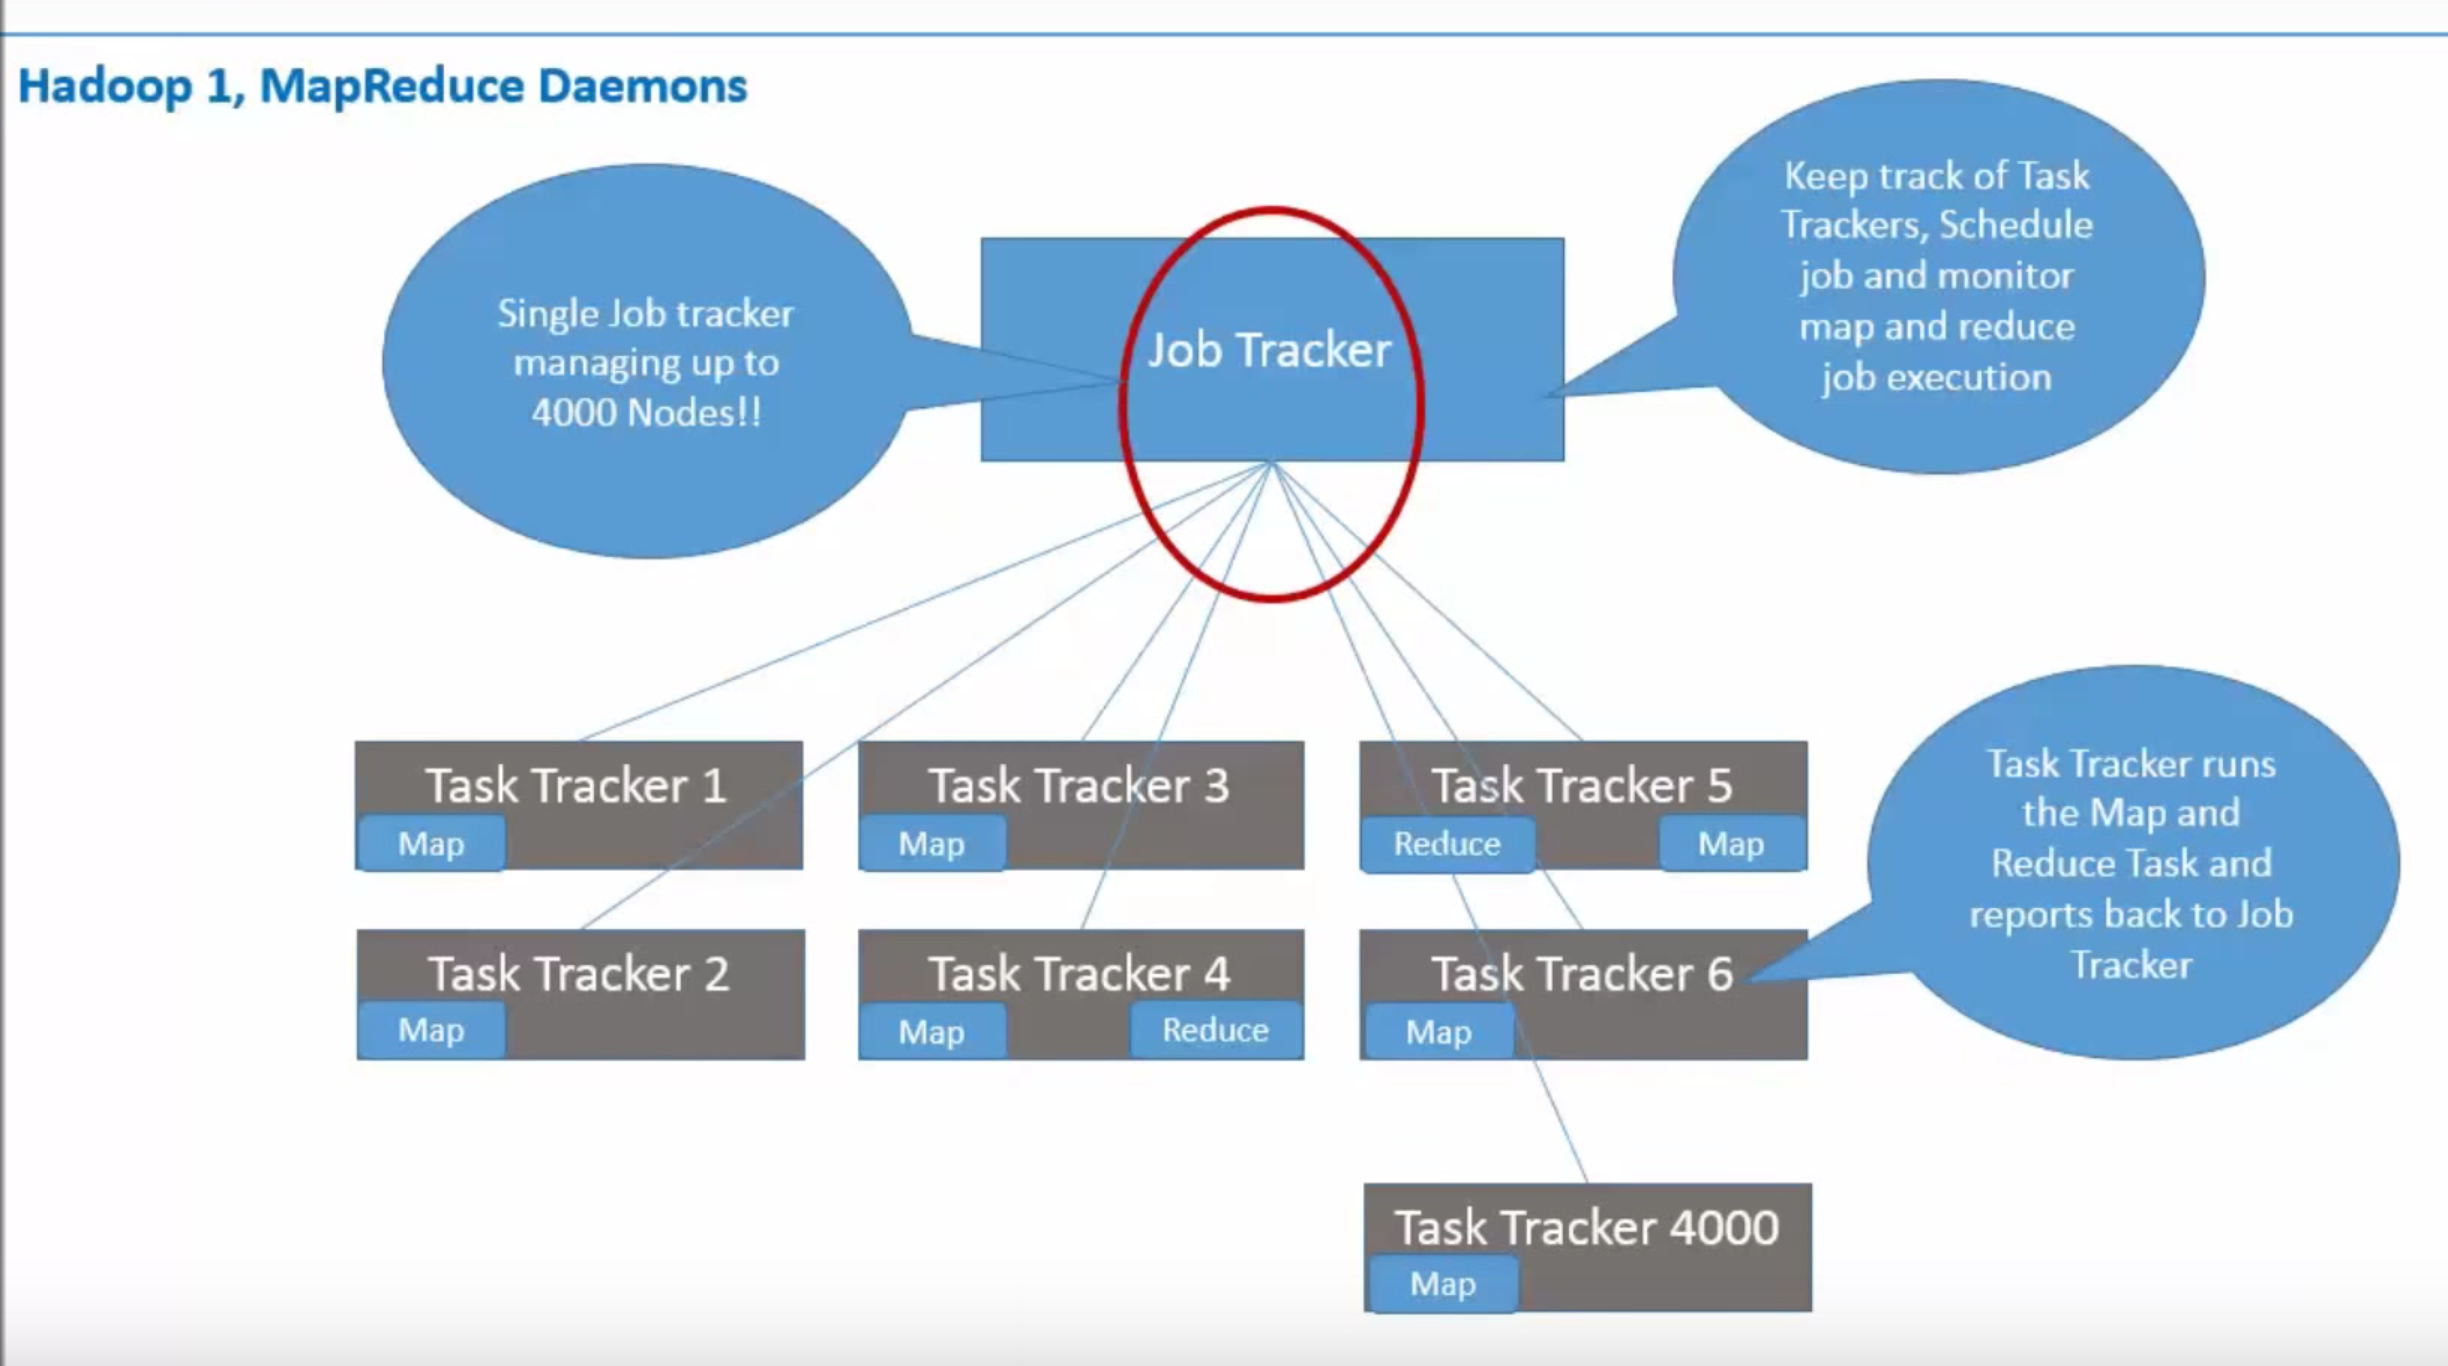 Hadoop 1, MapReduce Daemons
Single Job tracker
managing up to
4000 Nodes!!
Job Tracker
Keep track of Task
Trackers, Schedule
job and monitor
map and reduce
job execution
Task Tracker 1
Map
Task Tracker 3
Map
Task Tracker 5
Reduce
Map
Task Tracker 2
Map
Task Tracker 4
Map
Reduce
Task Tracker 6
Map
Task Tracker runs
the Map and
Reduce Task and
reports back to Job
Tracker
Task Tracker 4000
Map